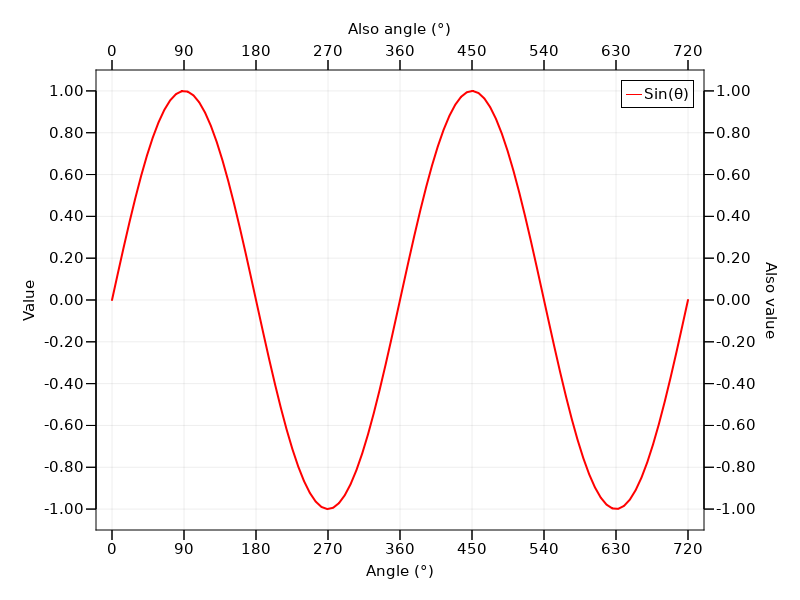 Also angle (°)
0 90 180 270 360 450 540 630 720
Sin(θ)
1.00 1.00
0.80 0.80
0.60 0.60
0.40 0.40
0.20 0.20
0.00 0.00
-0.20 -0.20
-0.40 -0.40
-0.60 -0.60
-0.80 -0.80
-1.00 -1.00
Value
Also value
0 90 180 270 360 450 540 630 720
Angle (°)